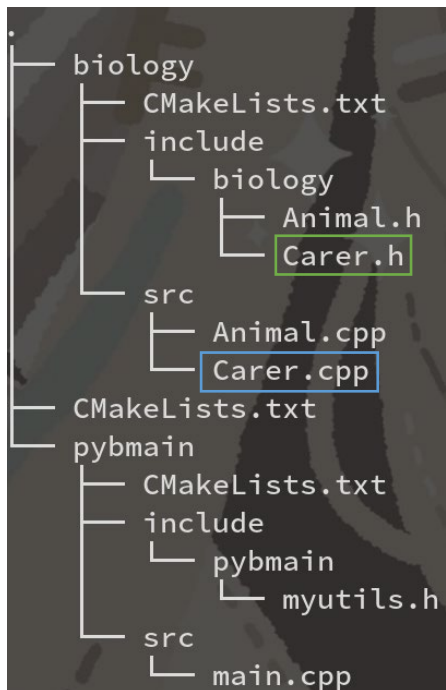 .
├── biology
│   ├── CMakeLists.txt
│   ├── include
│   │   └── biology
│   │       ├── Animal.h
│   │       └── Carer.h
│   └── src
│       ├── Animal.cpp
│       └── Carer.cpp
├── CMakeLists.txt
└── pybmain
    ├── CMakeLists.txt
    ├── include
    │   └── pybmain
    │       └── myutils.h
    └── src
        └── main.cpp